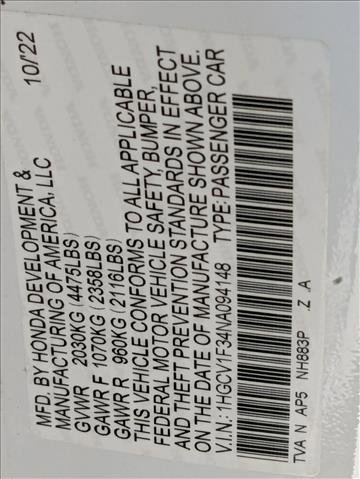 MFD. BY HONDA DEVELOPMENT & 10/22
MANUFACTURING OF AMERICA, LLC
GVWR 2030KG (4475LBS)
GAWR F 1070KG (2358LBS)
GAWR R 960KG (2116LBS)
THIS VEHICLE CONFORMS TO ALL APPLICABLE
FEDERAL MOTOR VEHICLE SAFETY, BUMPER,
AND THEFT PREVENTION STANDARDS IN EFFECT
ON THE DATE OF MANUFACTURE SHOWN ABOVE.
V.I.N.: 1HGCV1F34NA094148 TYPE: PASSENGER CAR
TVA N AP5 NH883P .Z .A